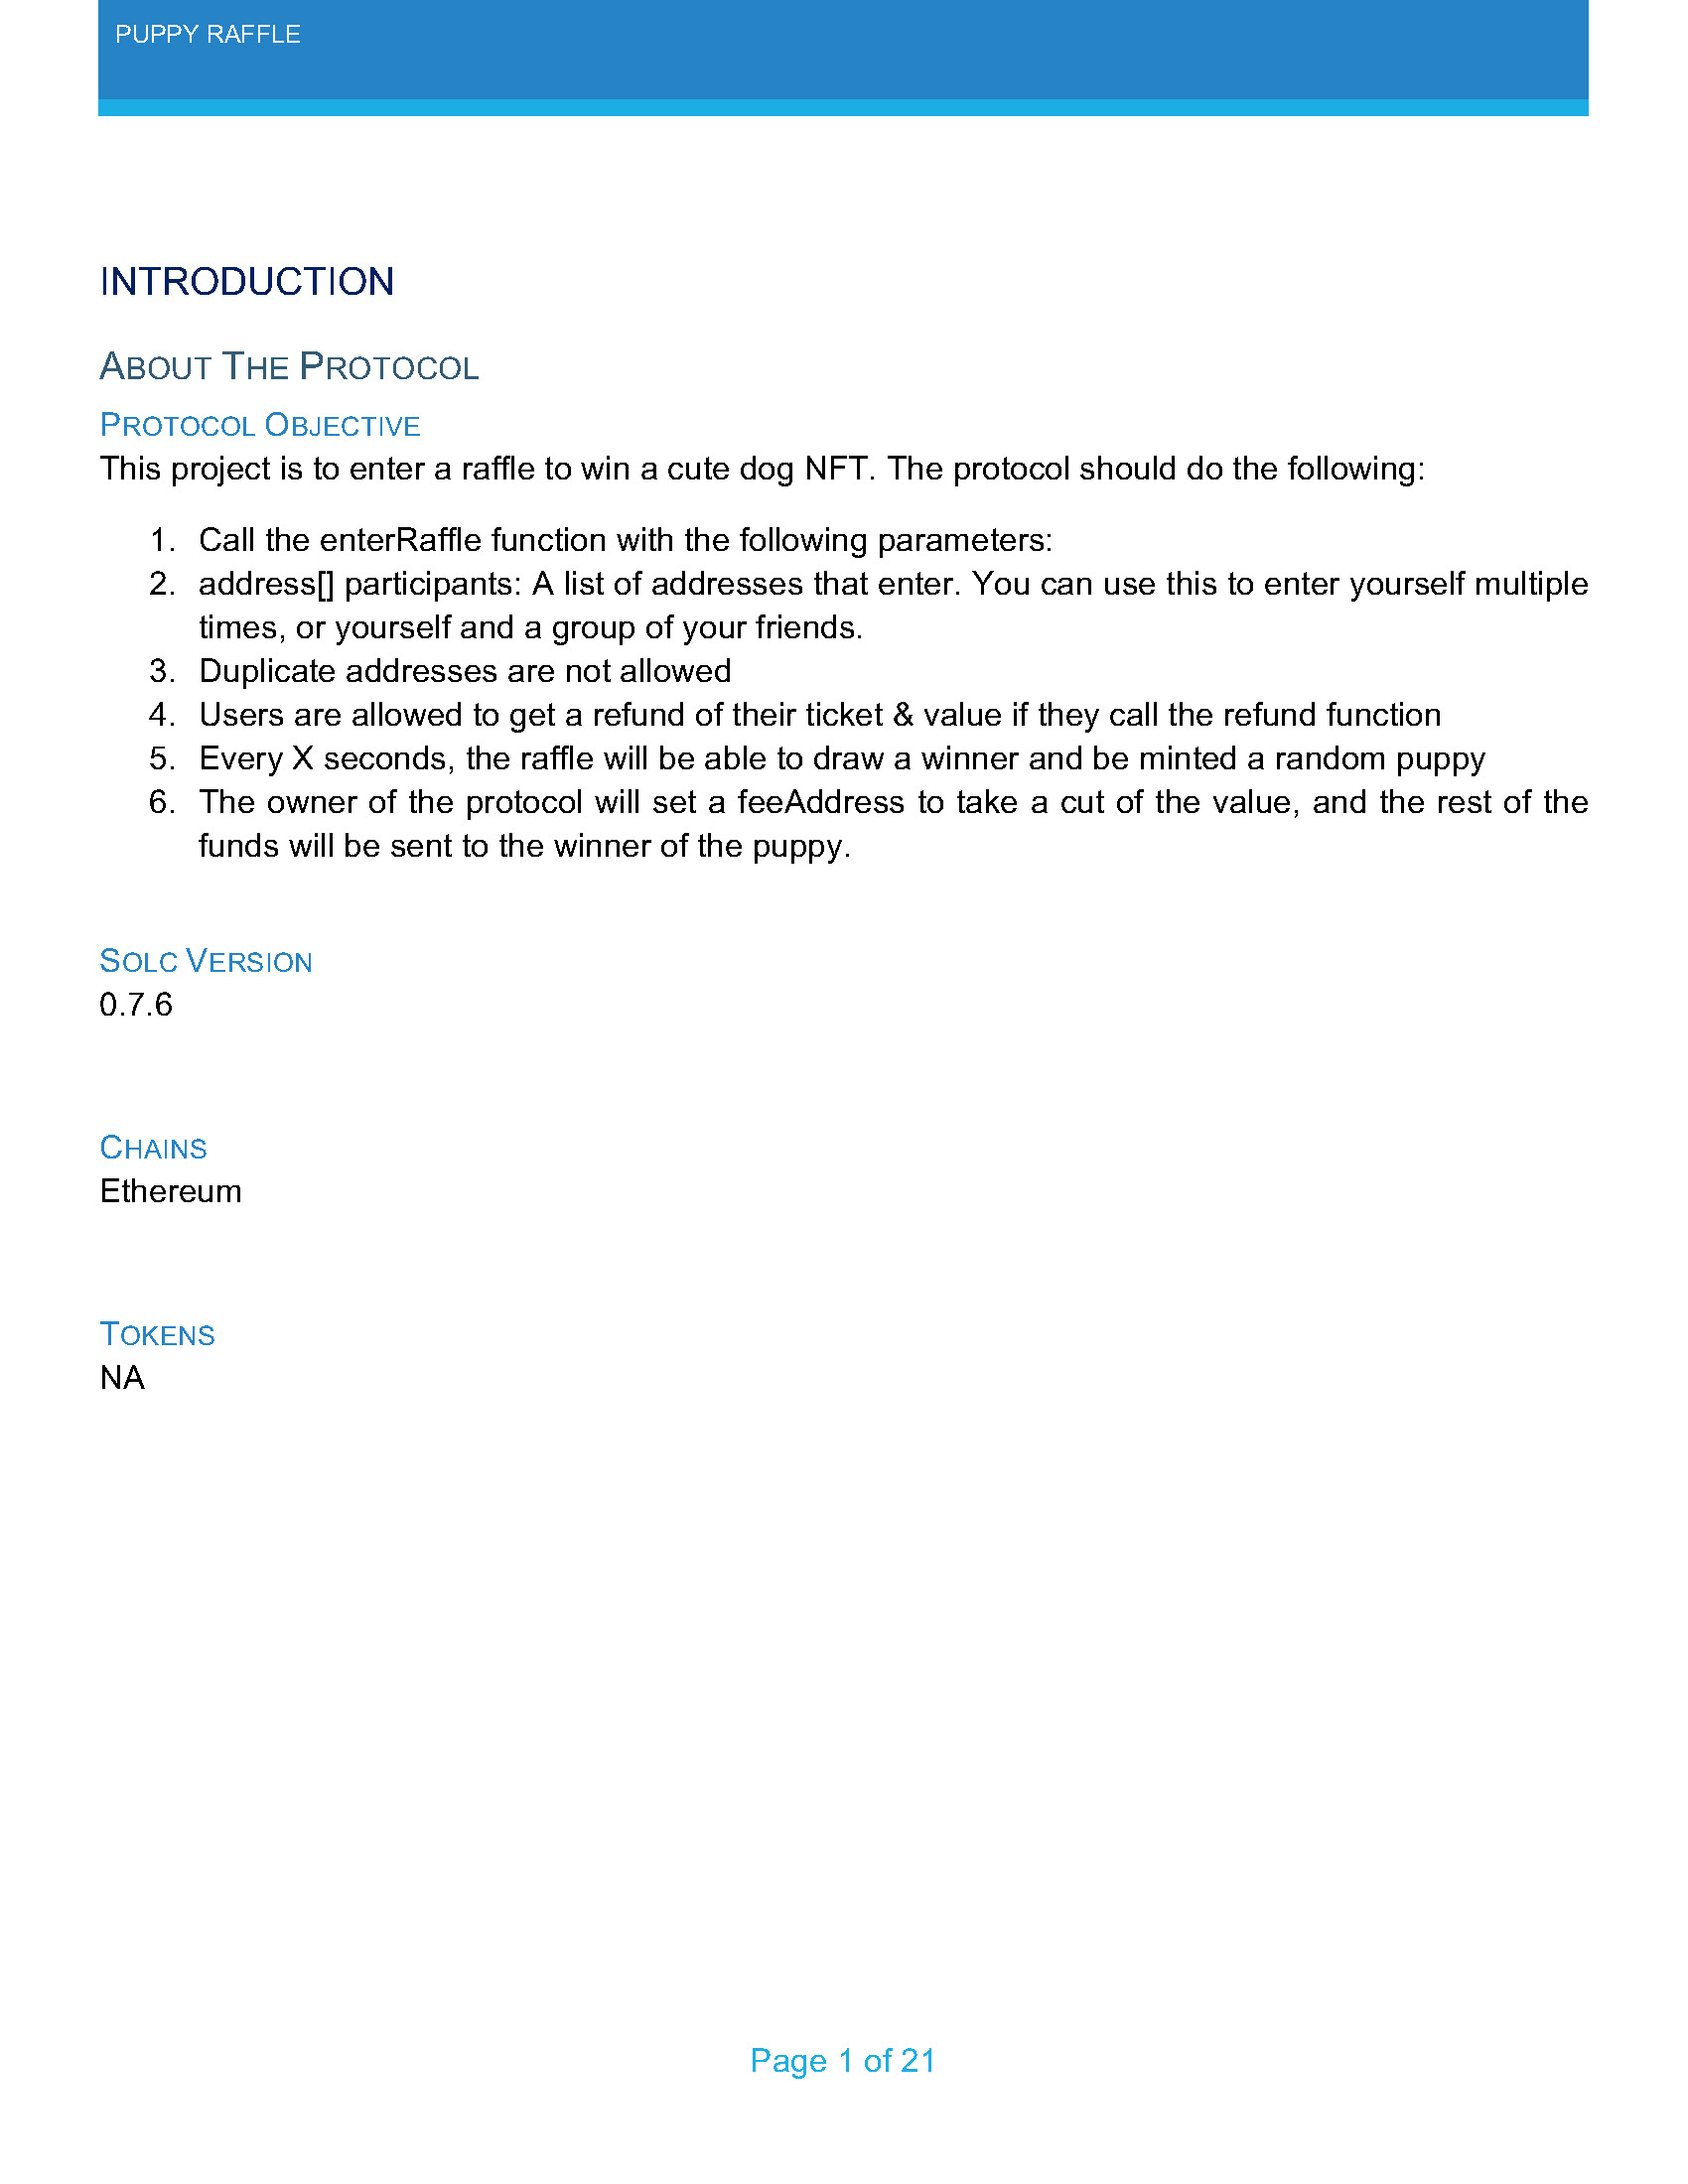 PUPPY RAFFLE
INTRODUCTION
ABOUT THE PROTOCOL
PROTOCOL OBJECTIVE
This project is to enter a raffle to win a cute dog NFT. The protocol should do the following:
1. Call the enterRaffle function with the following parameters:
2. address[] participants: A list of addresses that enter. You can use this to enter yourself multiple
times, or yourself and a group of your friends.
3. Duplicate addresses are not allowed
4. Users are allowed to get a refund of their ticket & value if they call the refund function
5. Every X seconds, the raffle will be able to draw a winner and be minted a random puppy
6. The owner of the protocol will set a feeAddress to take a cut of the value, and the rest of the
funds will be sent to the winner of the puppy.
SOLC VERSION
0.7.6
CHAINS
Ethereum
TOKENS
NA
Page 1 of 21